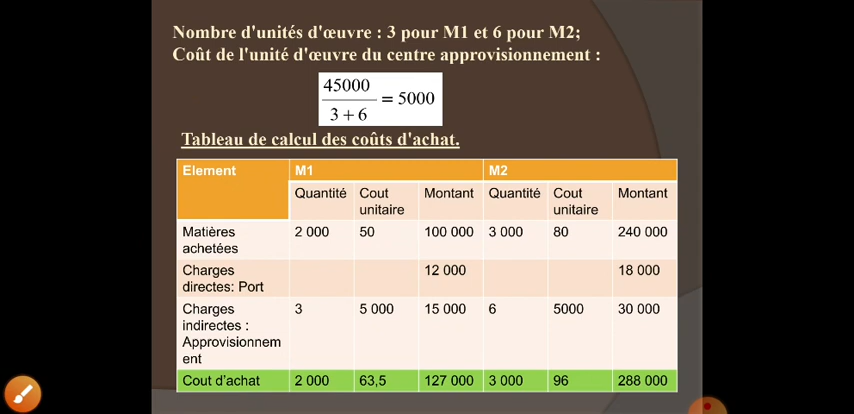 Nombre d'unités d'œuvre : 3 pour M1 et 6 pour M2;
Coût de l'unité d'œuvre du centre approvisionnement :
45000
3 + 6
= 5000
Tableau de calcul des coûts d'achat.
Element M1 M2
Quantité Cout unitaire Montant Quantité Cout unitaire Montant
Matières achetées 2 000 50 100 000 3 000 80 240 000
Charges directes: Port 12 000 18 000
Charges indirectes : Approvisionnem ent 3 5 000 15 000 6 5000 30 000
Cout d'achat 2 000 63,5 127 000 3 000 96 288 000